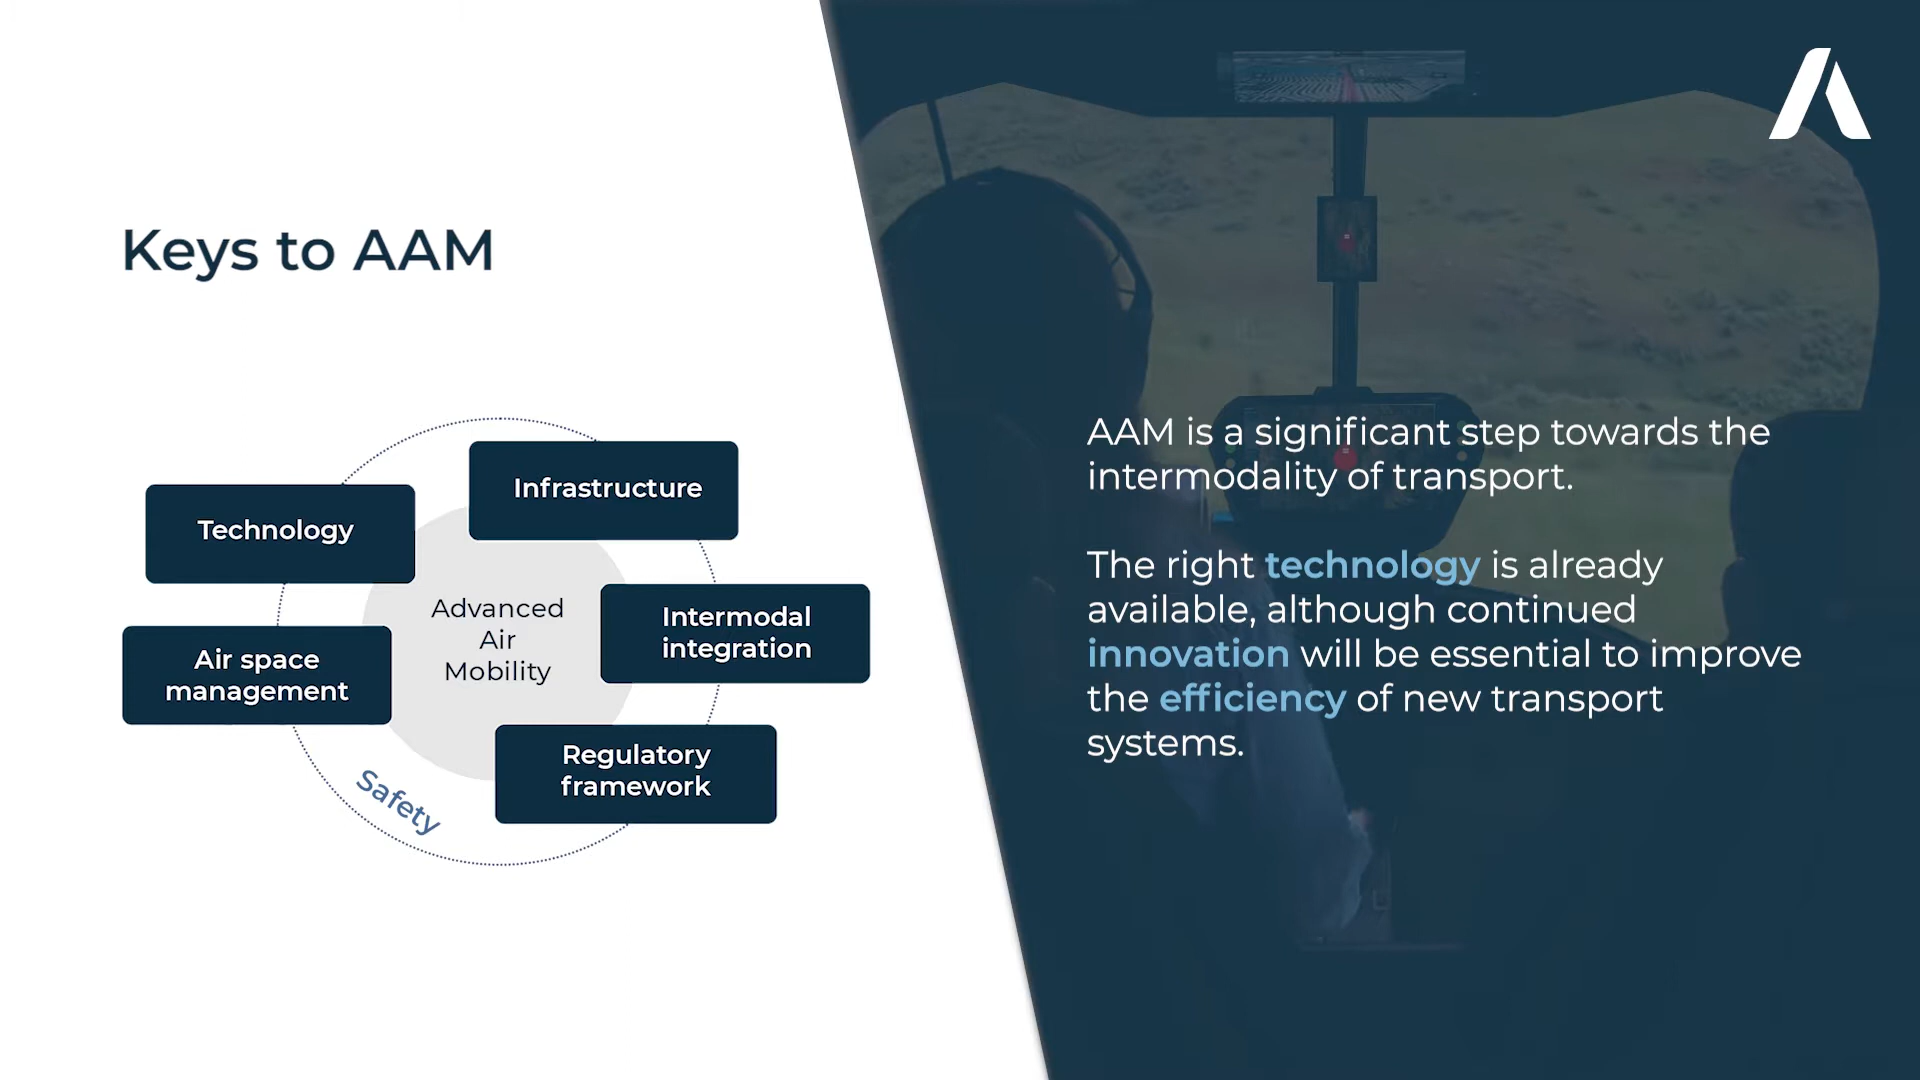 Keys to AAM
Technology
Infrastructure
Advanced
Air
Mobility
Intermodal
integration
Air space
management
Regulatory
framework
Safety
AAM is a significant step towards the
intermodality of transport.
The right technology is already
available, although continued
innovation will be essential to improve
the efficiency of new transport
systems.